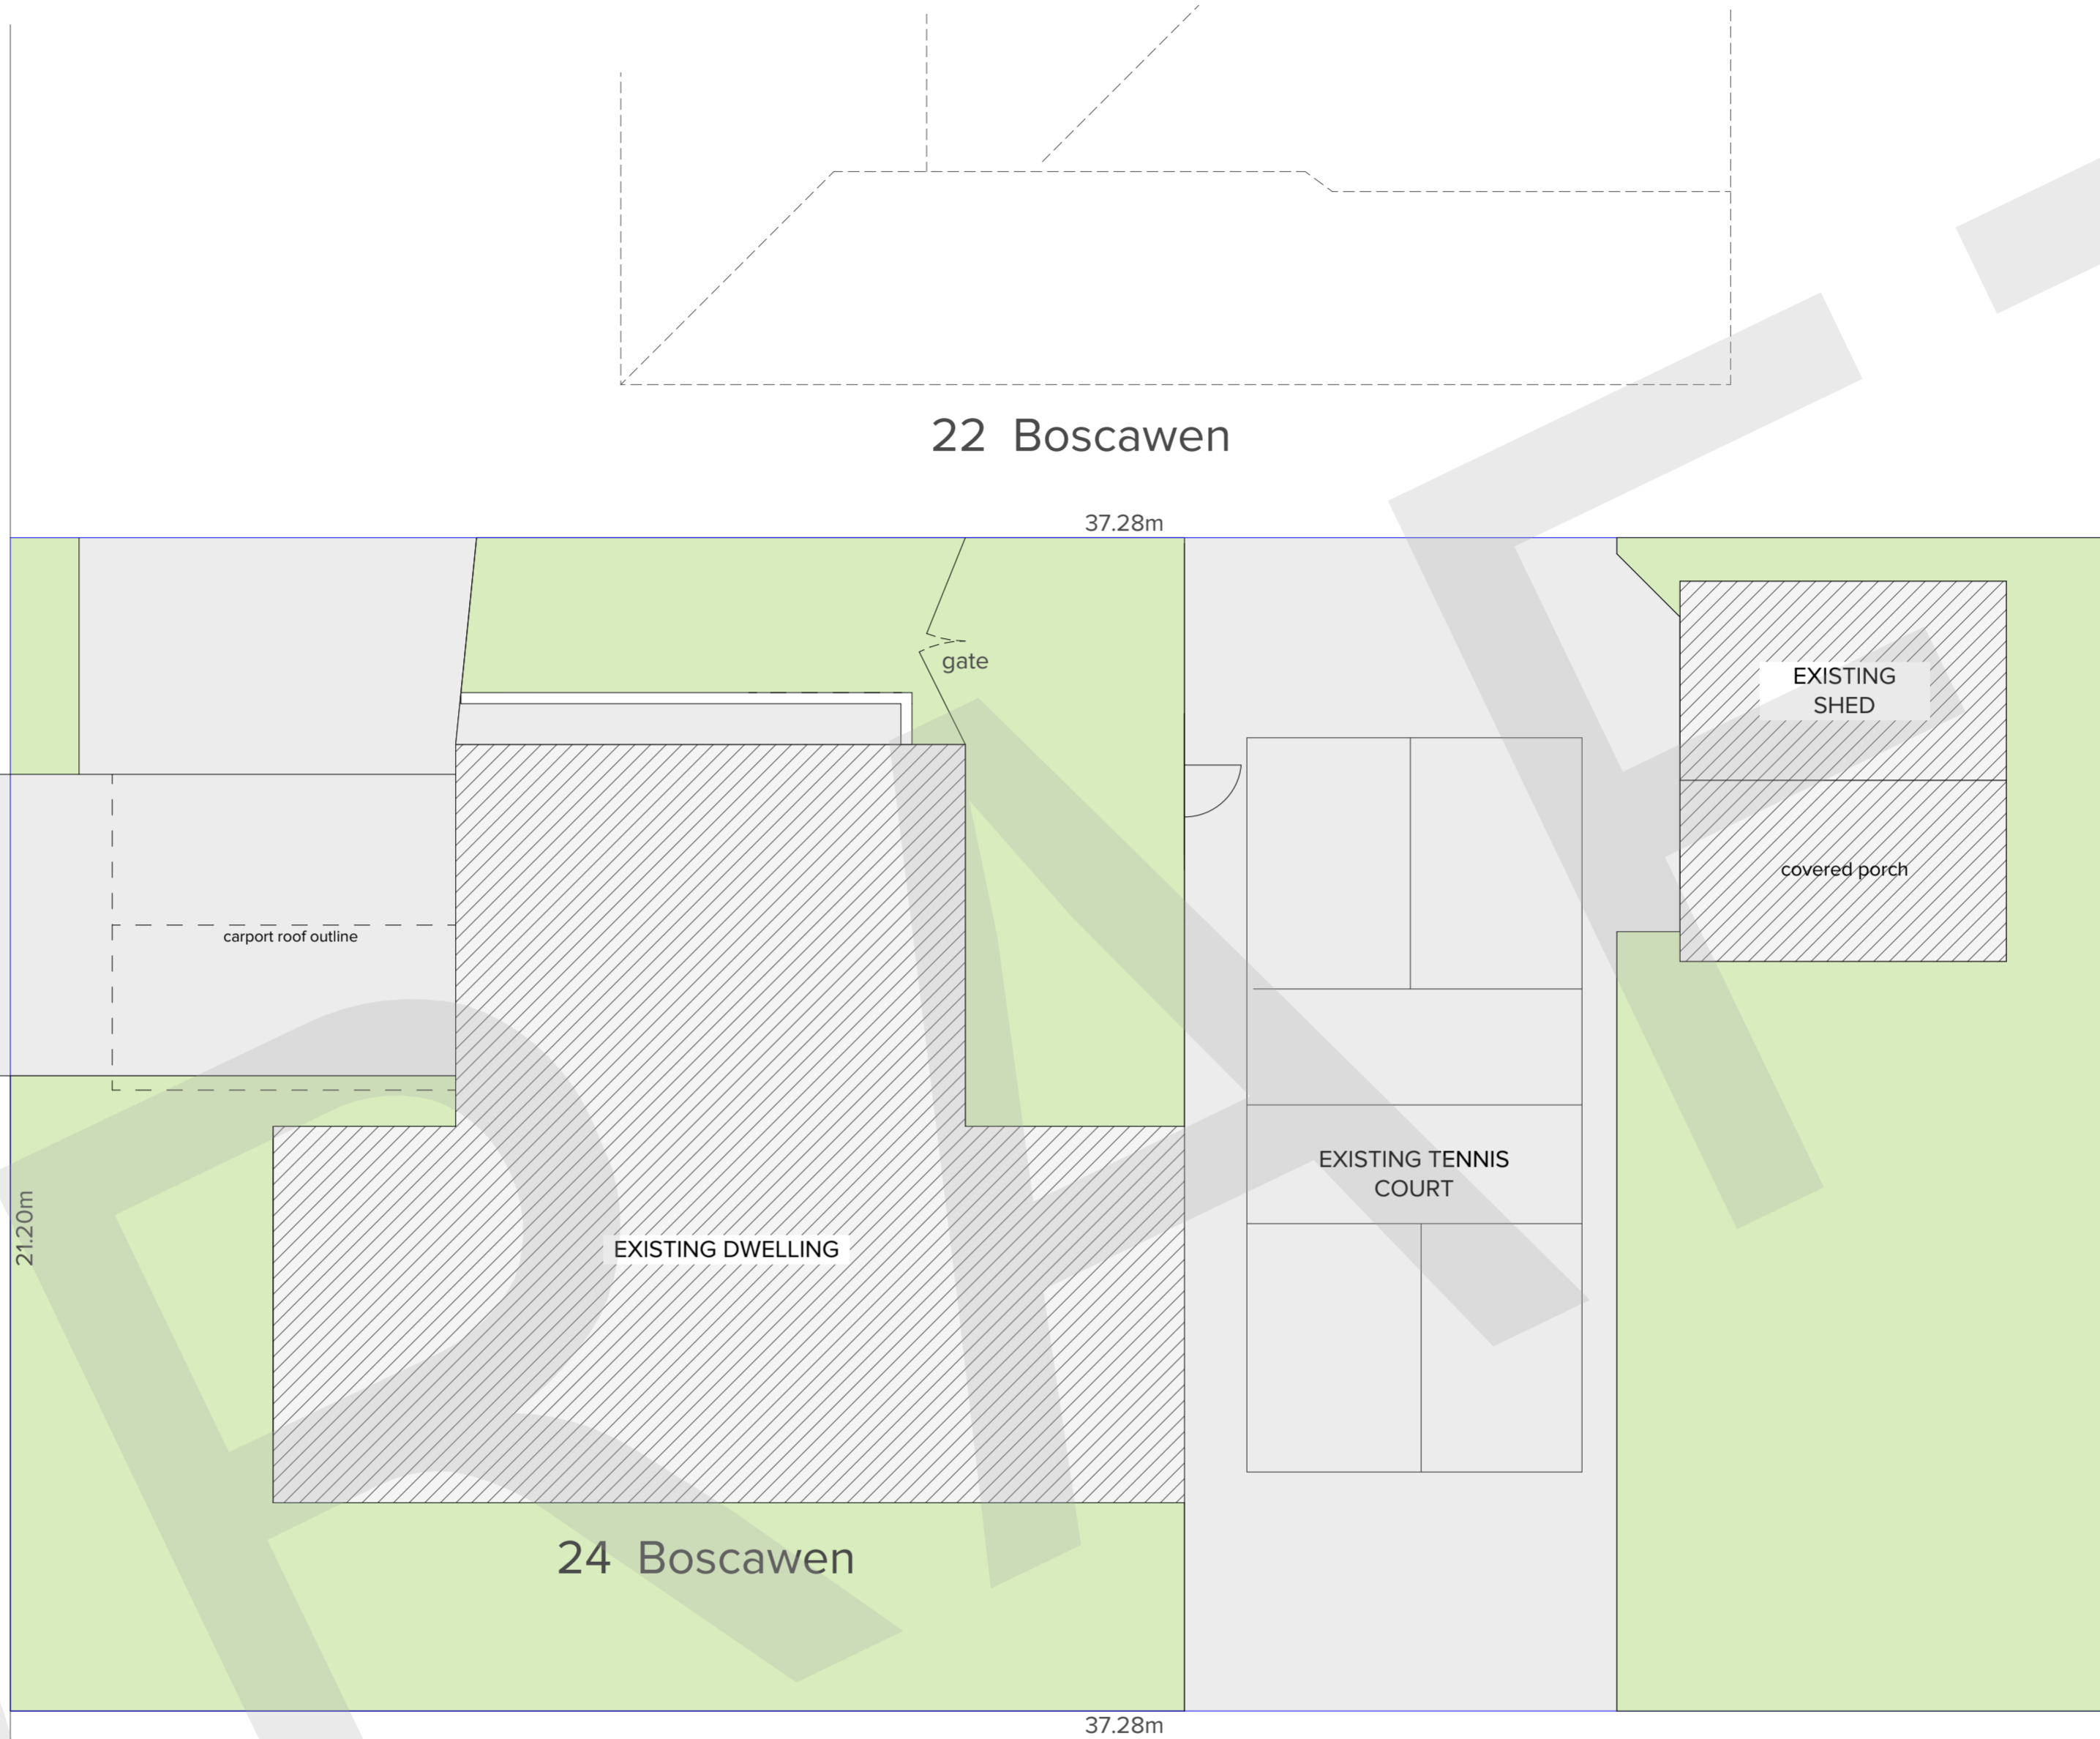 22 Boscawen
37.28m
gate
EXISTING
SHED
covered porch
carport roof outline
EXISTING TENNIS
COURT
21.20m
EXISTING DWELLING
24 Boscawen
37.28m